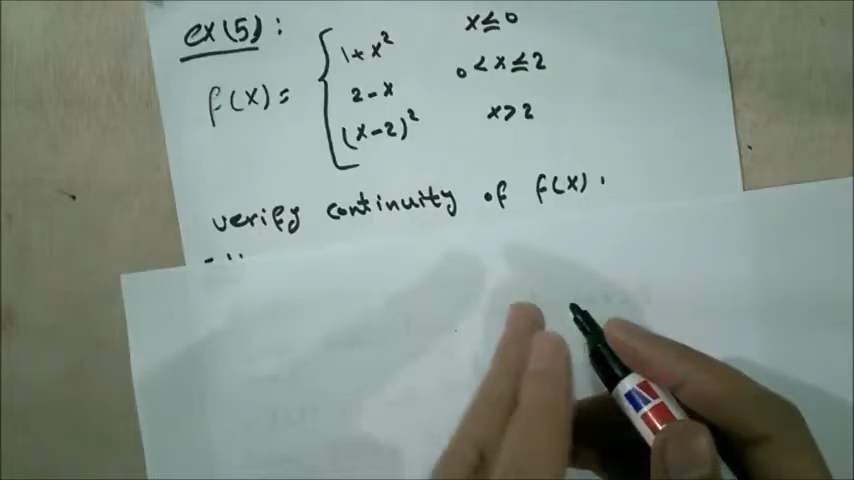 ex(5):
f(x)=
1+x² x≤0
2-x 0<x≤2
(x-2)² x>2
verify continuity of f(x).